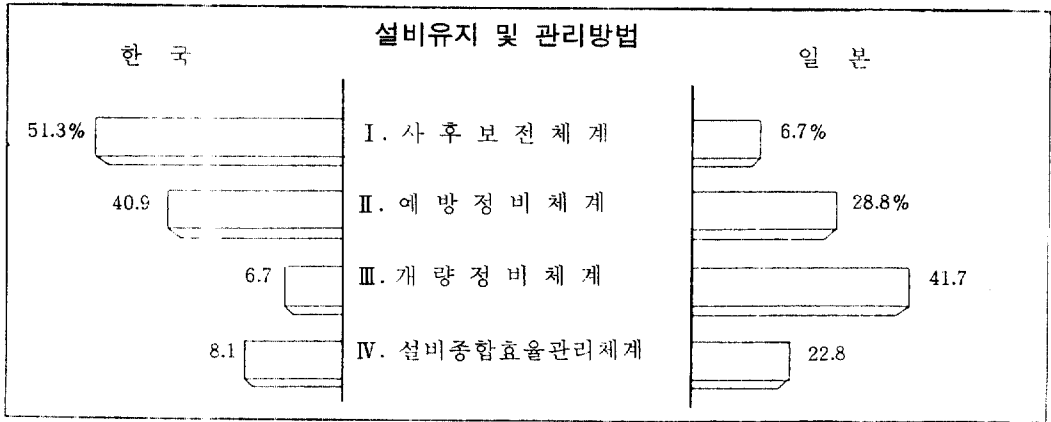 설비유지 및 관리방법
한 국
일 본
51.3% Ⅰ. 사 후 보 전 체 계 6.7%
40.9 Ⅱ. 예 방 정 비 체 계 28.8%
6.7 Ⅲ. 개 량 정 비 체 계 41.7
8.1 Ⅳ. 설비종합효율관리체계 22.8